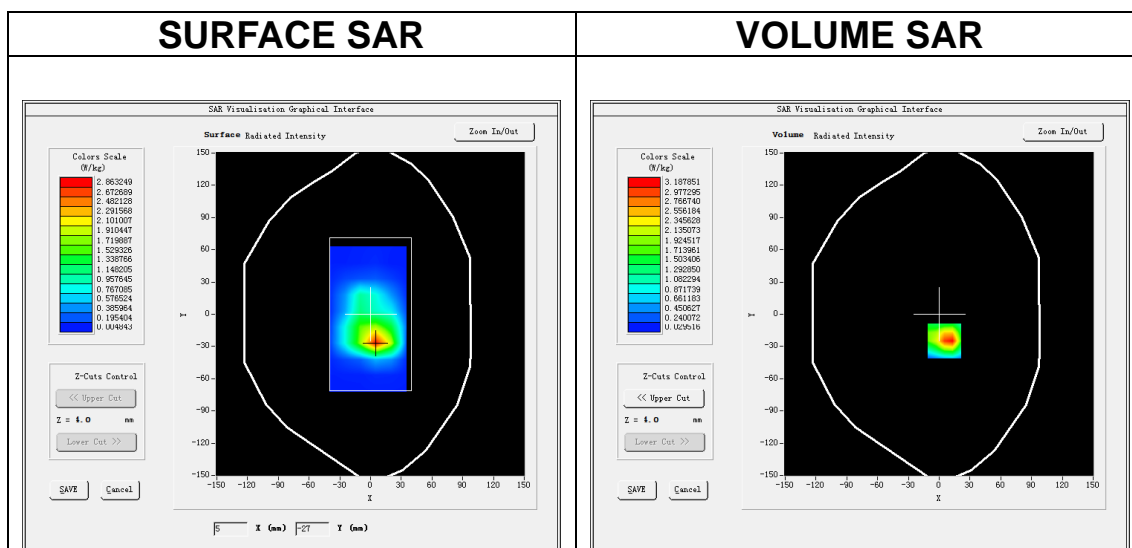 SURFACE SAR
VOLUME SAR
SAR Visualisation Graphical Interface
Surface Radiated Intensity
Zoom In/Out
Colors Scale
(W/kg)
2.863249
2.672689
2.482128
2.291568
2.101007
1.910447
1.719887
1.529326
1.338766
1.148205
0.957645
0.767085
0.576524
0.385964
0.195404
0.004843
150
120
90
60
30
0
-30
-60
-90
-120
-150
Y
-150 -120 -90 -60 -30 0 30 60 90 120 150
X
Z-Cuts Control
<< Upper Cut
Z = 4.0 mm
Lower Cut >>
SAVE Cancel
5 X (mm) -27 Y (mm)
SAR Visualisation Graphical Interface
Volume Radiated Intensity
Zoom In/Out
Colors Scale
(W/kg)
3.187851
2.977295
2.766740
2.556184
2.345628
2.135073
1.924517
1.713961
1.503406
1.292850
1.082294
0.871739
0.661183
0.450627
0.240072
0.029516
150
120
90
60
30
0
-30
-60
-90
-120
-150
Y
-150 -120 -90 -60 -30 0 30 60 90 120 150
X
Z-Cuts Control
<< Upper Cut
Z = 4.0 mm
Lower Cut >>
SAVE Cancel